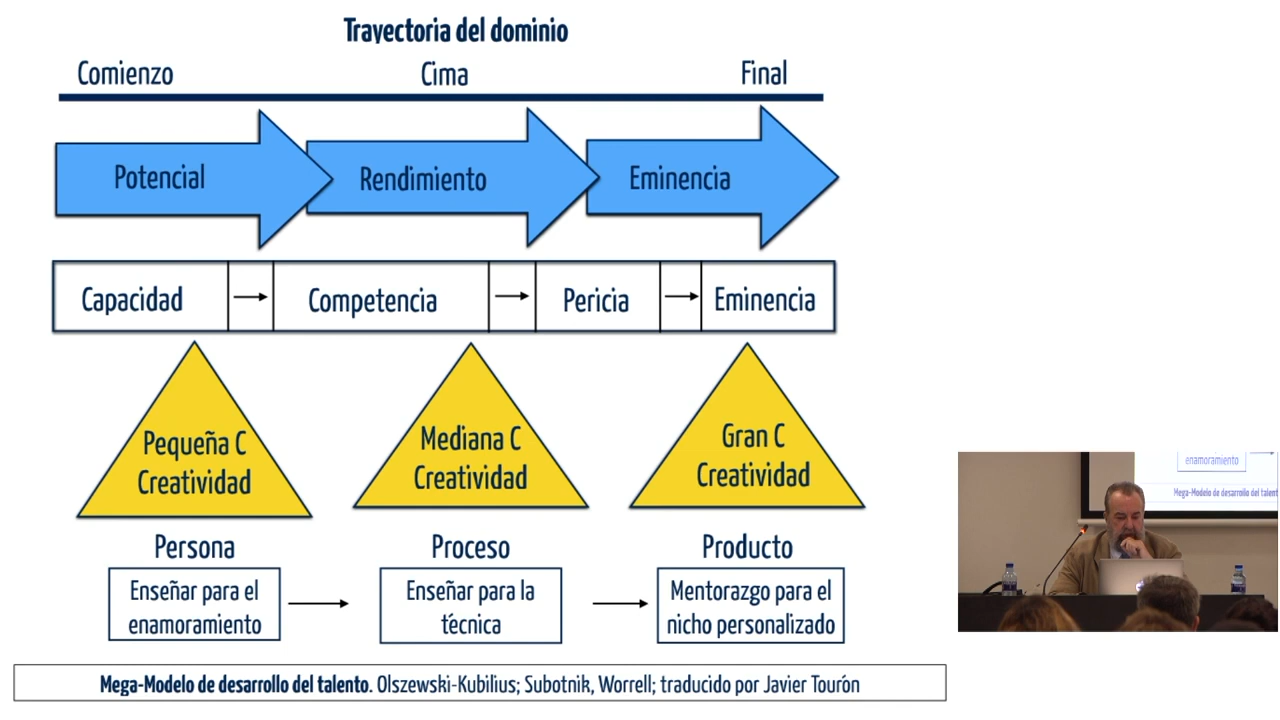 Trayectoria del dominio
Comienzo Cima Final
Potencial Rendimiento Eminencia
Capacidad Competencia Pericia Eminencia
Pequeña C
Creatividad
Mediana C
Creatividad
Gran C
Creatividad
Persona Proceso Producto
Enseñar para el
enamoramiento
Enseñar para la
técnica
Mentorazgo para el
nicho personalizado
Mega-Modelo de desarrollo del talento. Olszewski-Kubilius; Subotnik, Worrell; traducido por Javier Tourón
enamoramiento
Mega-Modelo de desarrollo del talent